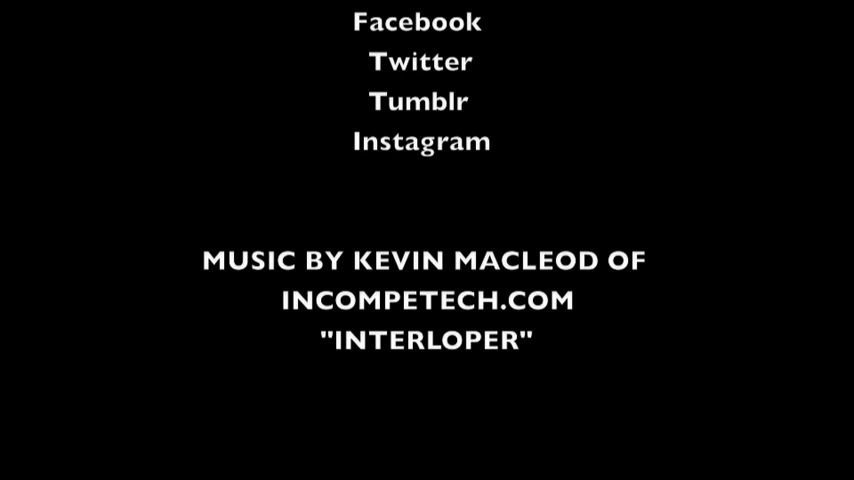 Facebook
Twitter
Tumblr
Instagram
MUSIC BY KEVIN MACLEOD OF
INCOMPETECH.COM
"INTERLOPER"